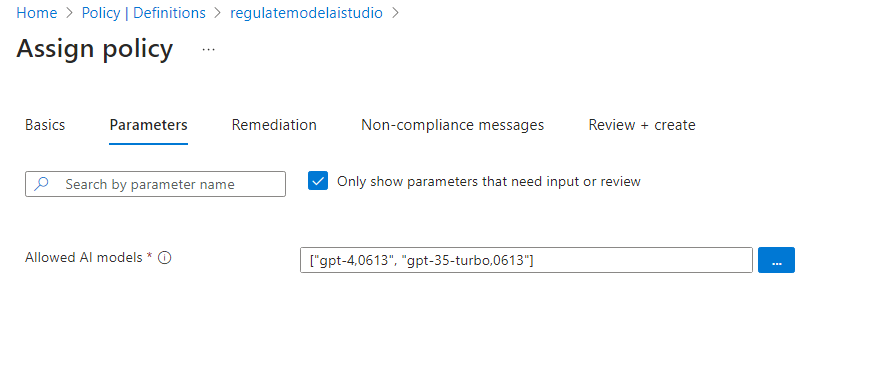 Home > Policy | Definitions > regulatemodelaistudio >
Assign policy ...
Basics Parameters Remediation Non-compliance messages Review + create
Search by parameter name Only show parameters that need input or review
Allowed AI models * ["gpt-4,0613", "gpt-35-turbo,0613"] ...